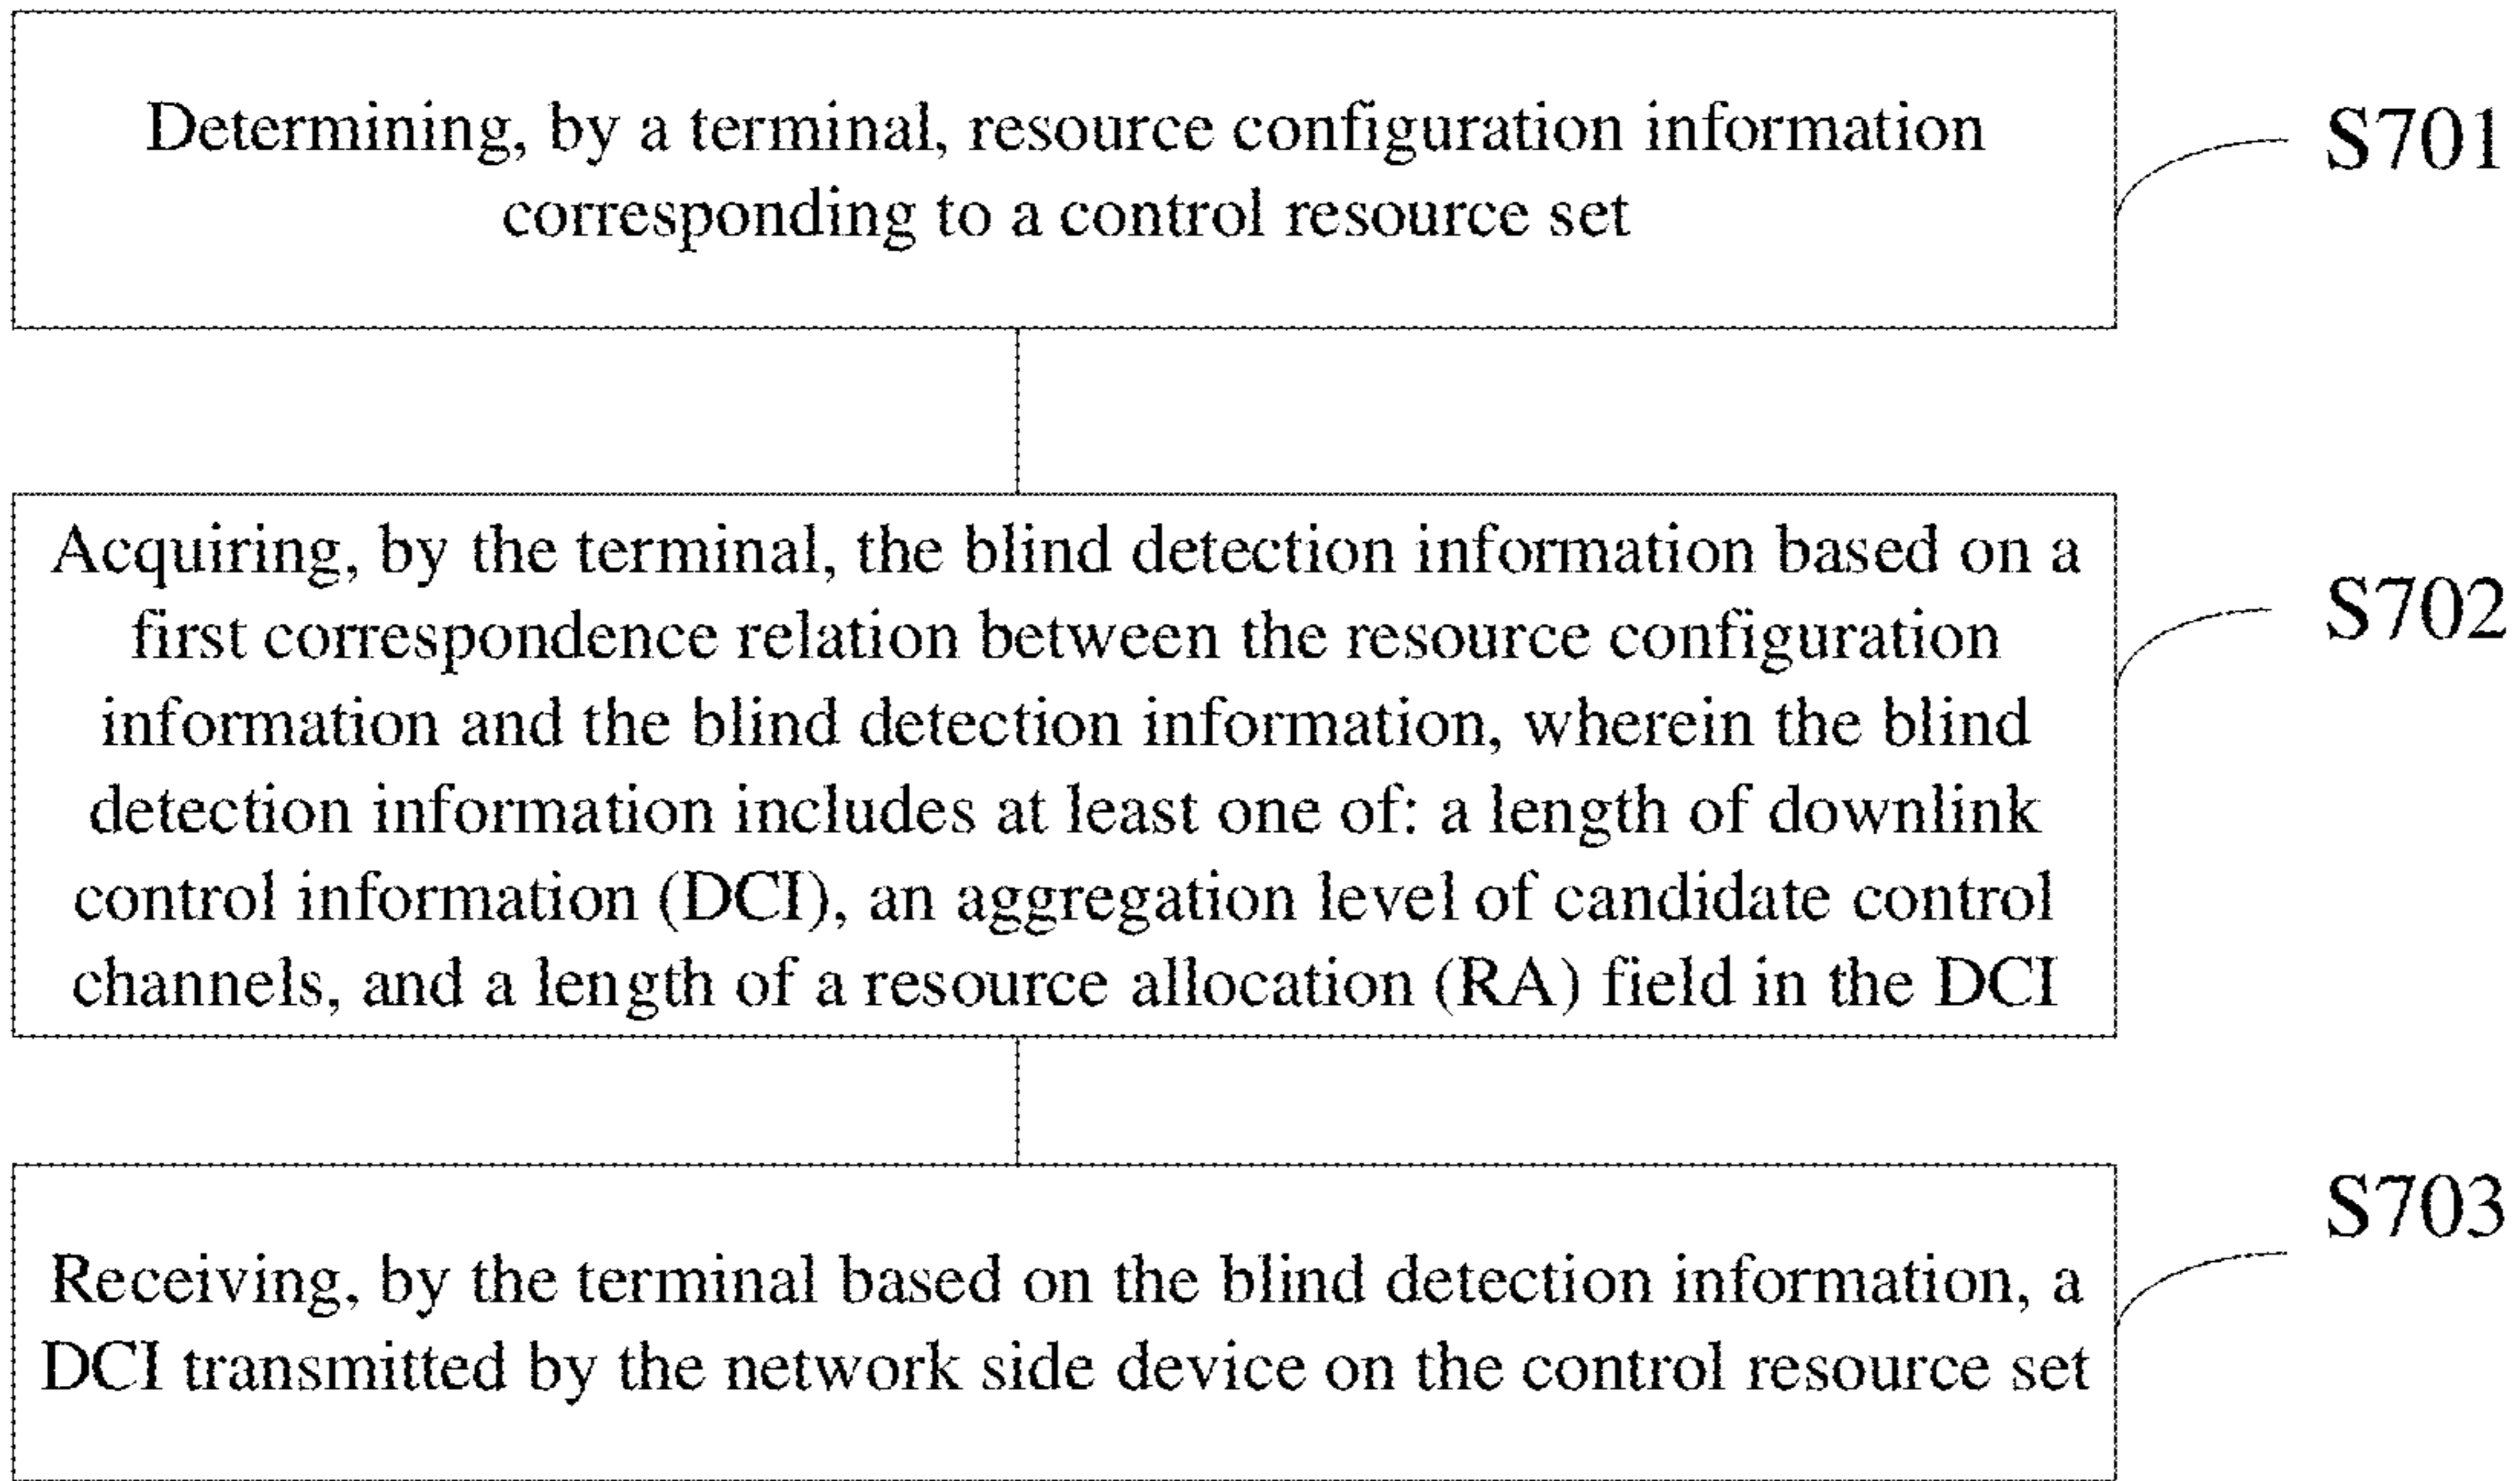 Determining, by a terminal, resource configuration information
corresponding to a control resource set
S701
Acquiring, by the terminal, the blind detection information based on a
first correspondence relation between the resource configuration
information and the blind detection information, wherein the blind
detection information includes at least one of: a length of downlink
control information (DCI), an aggregation level of candidate control
channels, and a length of a resource allocation (RA) field in the DCI
S702
Receiving, by the terminal based on the blind detection information, a
DCI transmitted by the network side device on the control resource set
S703